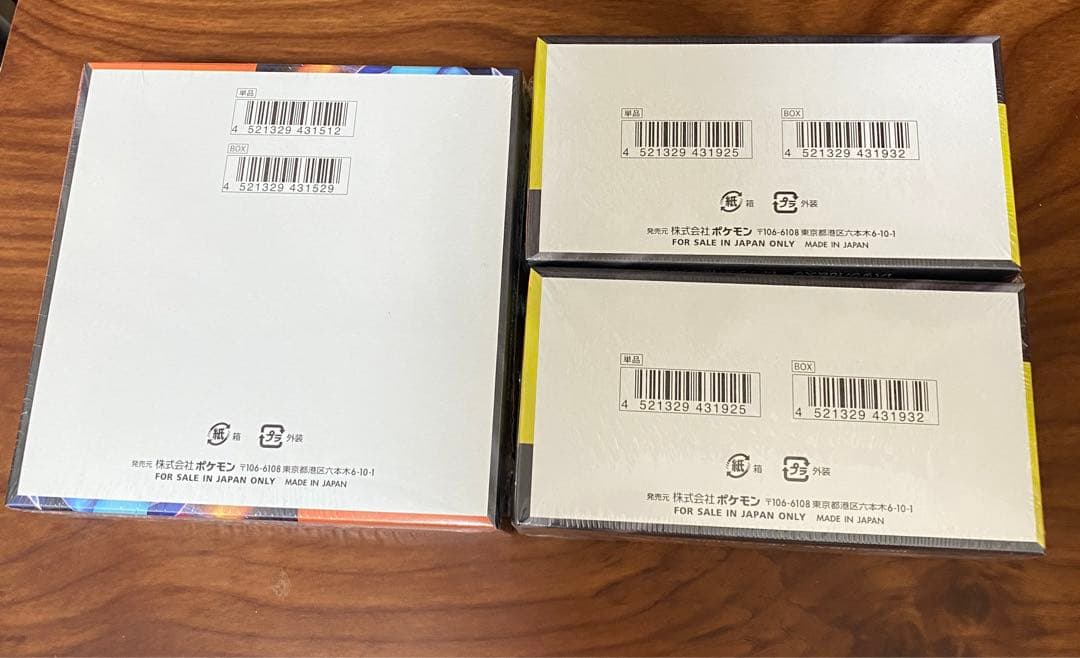 単品
4 521329 431512
BOX
4 521329 431529
紙 箱 プラ 外装
発売元 株式会社ポケモン 〒106-6108 東京都港区六本木6-10-1
FOR SALE IN JAPAN ONLY MADE IN JAPAN
単品 BOX
4 521329 431925 4 521329 431932
紙 箱 プラ 外装
発売元 株式会社ポケモン 〒106-6108 東京都港区六本木6-10-1
FOR SALE IN JAPAN ONLY MADE IN JAPAN
単品 BOX
4 521329 431925 4 521329 431932
紙 箱 プラ 外装
発売元 株式会社ポケモン 〒106-6108 東京都港区六本木6-10-1
FOR SALE IN JAPAN ONLY MADE IN JAPAN